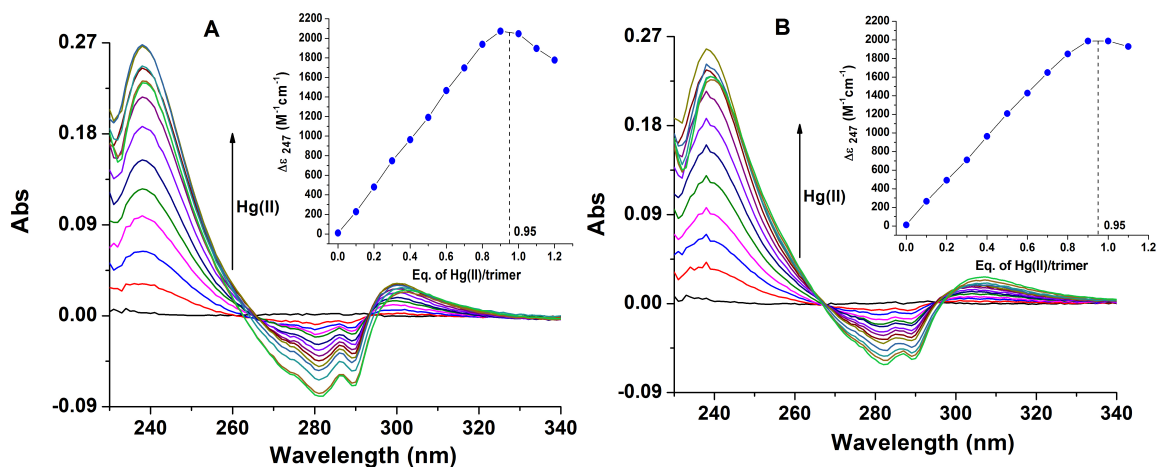 A
0.27
0.18
0.09
0.00
-0.09
Abs
240 260 280 300 320 340
Wavelength (nm)
Hg(II)
2200
2000
1800
1600
1400
1200
1000
800
600
400
200
0
Δε 247 (M-1cm-1)
0.0 0.2 0.4 0.6 0.8 1.0 1.2
0.95
Eq. of Hg(II)/trimer
B
0.27
0.18
0.09
0.00
-0.09
Abs
240 260 280 300 320 340
Wavelength (nm)
Hg(II)
2200
2000
1800
1600
1400
1200
1000
800
600
400
200
0
Δε 247 (M-1cm-1)
0.0 0.2 0.4 0.6 0.8 1.0 1.2
0.95
Eq. of Hg(II)/trimer